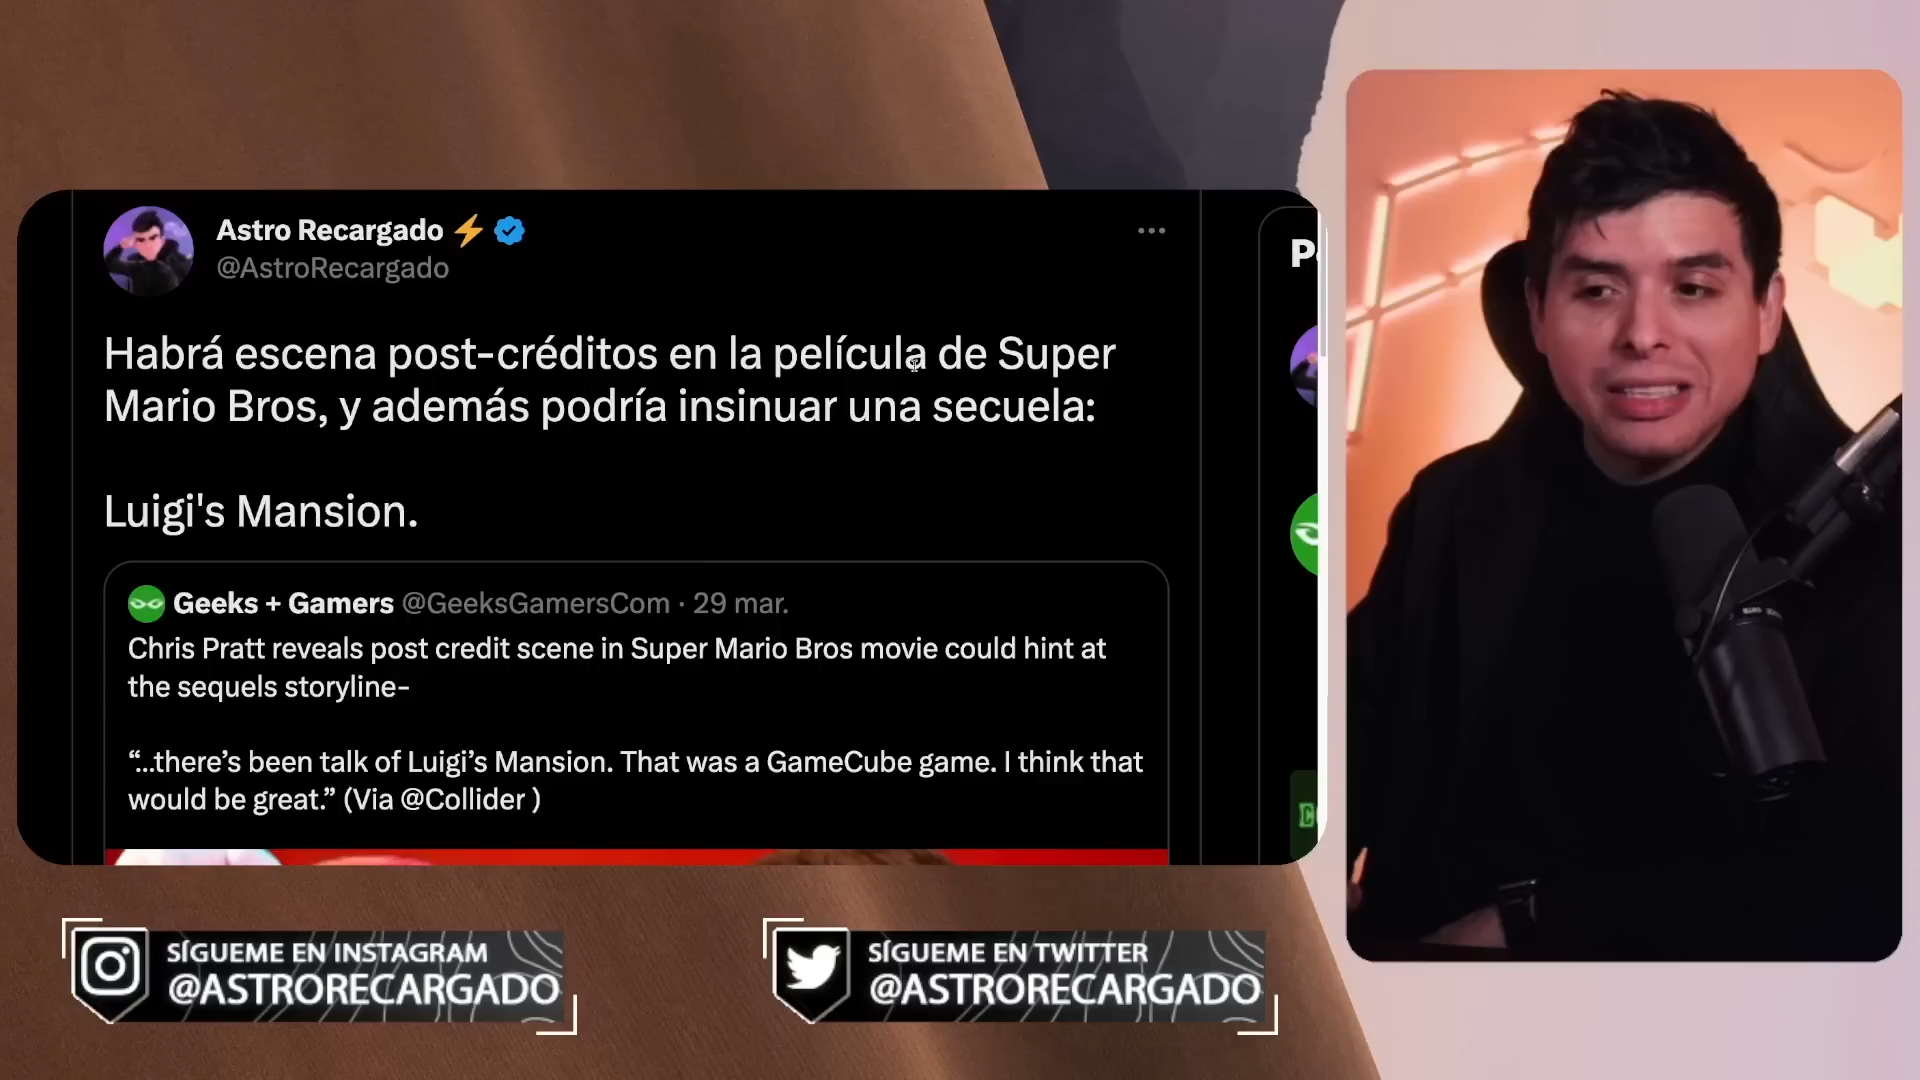 Astro Recargado
@AstroRecargado
Habrá escena post-créditos en la película de Super
Mario Bros, y además podría insinuar una secuela:
Luigi's Mansion.
Geeks + Gamers @GeeksGamersCom · 29 mar.
Chris Pratt reveals post credit scene in Super Mario Bros movie could hint at
the sequels storyline-
“...there’s been talk of Luigi’s Mansion. That was a GameCube game. I think that
would be great.” (Via @Collider )
SÍGUEME EN INSTAGRAM
@ASTRORECARGADO
SÍGUEME EN TWITTER
@ASTRORECARGADO